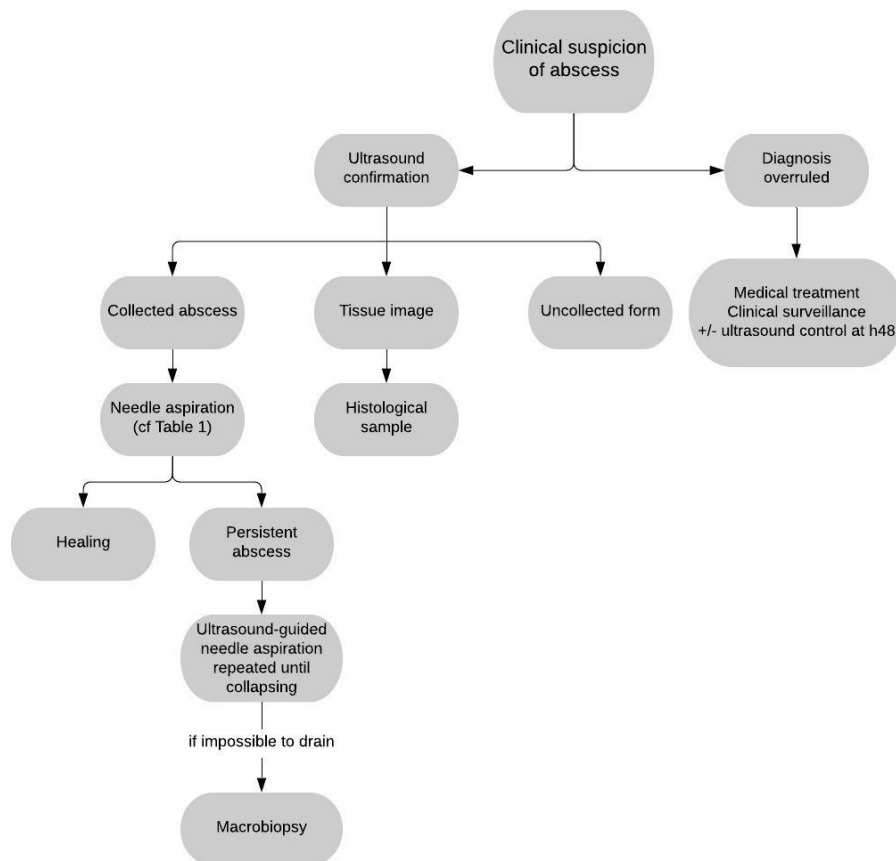 Clinical suspicion
of abscess
Ultrasound
confirmation
Diagnosis
overruled
Collected abscess
Tissue image
Uncollected form
Medical treatment
Clinical surveillance
+/- ultrasound control at h48
Needle aspiration
(cf Table 1)
Histological
sample
Healing
Persistent
abscess
Ultrasound-guided
needle aspiration
repeated until
collapsing
if impossible to drain
Macrobiopsy